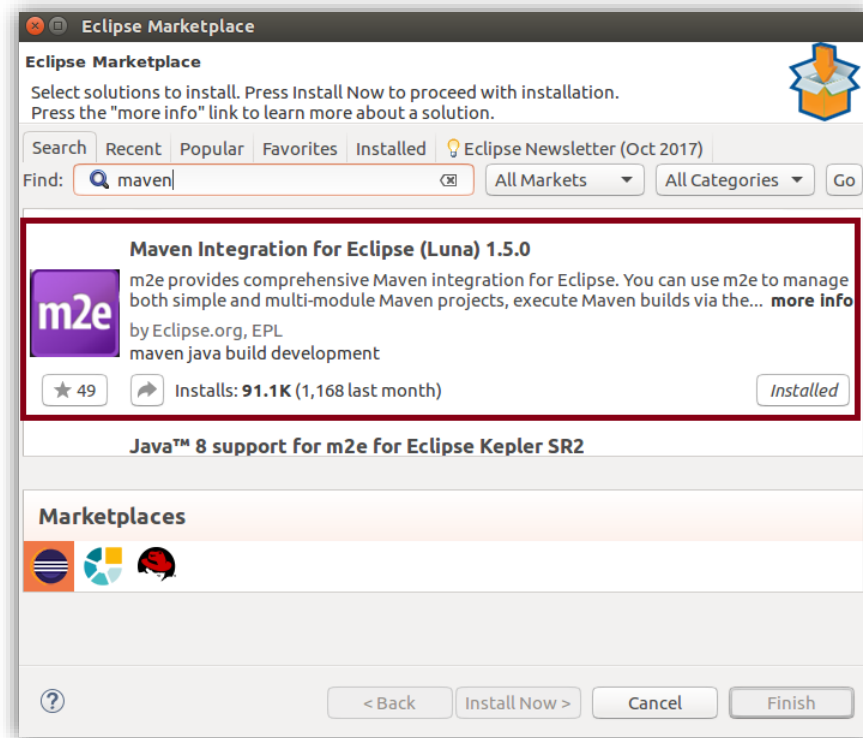 Eclipse Marketplace
Eclipse Marketplace
Select solutions to install. Press Install Now to proceed with installation.
Press the "more info" link to learn more about a solution.
Search Recent Popular Favorites Installed Eclipse Newsletter (Oct 2017)
Find: maven All Markets All Categories Go
Maven Integration for Eclipse (Luna) 1.5.0
m2e provides comprehensive Maven integration for Eclipse. You can use m2e to manage
both simple and multi-module Maven projects, execute Maven builds via the... more info
m2e
by Eclipse.org, EPL
maven java build development
49 Installs: 91.1K (1,168 last month) Installed
Java™ 8 support for m2e for Eclipse Kepler SR2
Marketplaces
? < Back Install Now > Cancel Finish